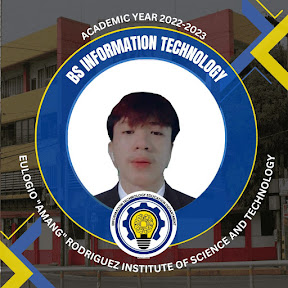 ACADEMIC YEAR 2022-2023
BS INFORMATION TECHNOLOGY
EULOGIO "AMANG" RODRIGUEZ INSTITUTE OF SCIENCE AND TECHNOLOGY